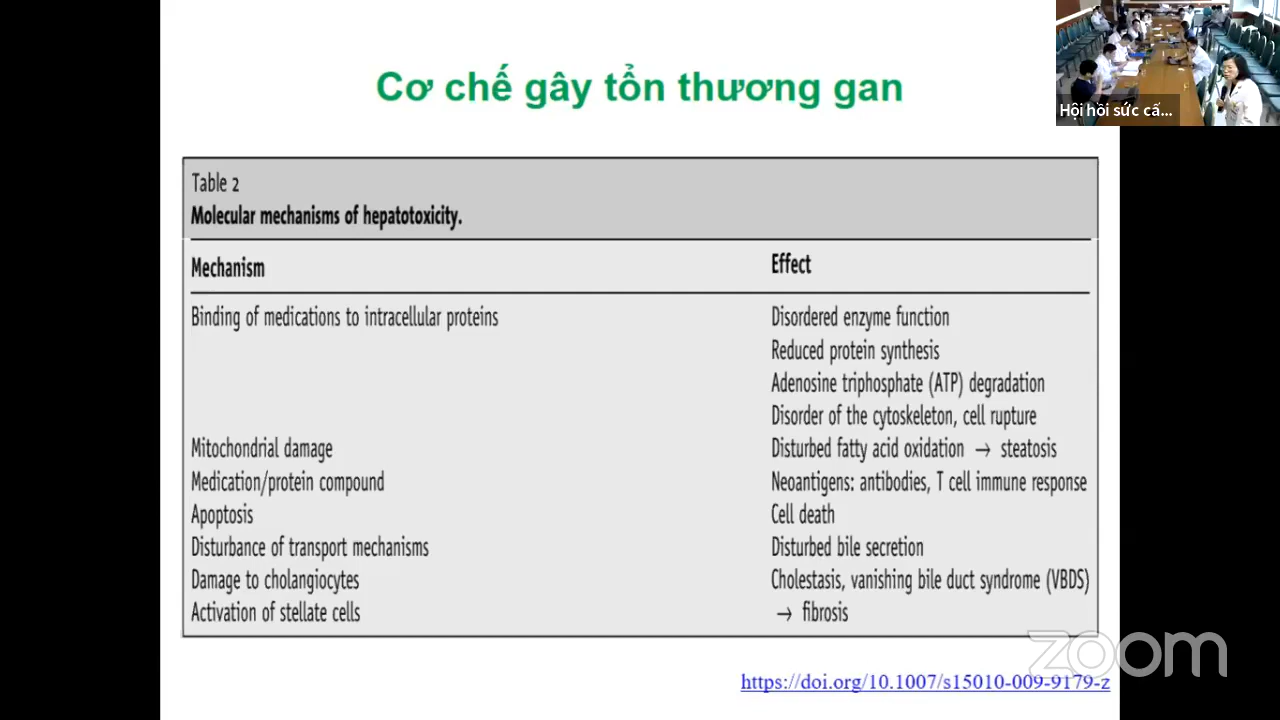 Cơ chế gây tổn thương gan
Hội hồi sức cấ...
Table 2
Molecular mechanisms of hepatotoxicity.
Mechanism Effect
Binding of medications to intracellular proteins Disordered enzyme function
Reduced protein synthesis
Adenosine triphosphate (ATP) degradation
Disorder of the cytoskeleton, cell rupture
Mitochondrial damage Disturbed fatty acid oxidation → steatosis
Medication/protein compound Neoantigens: antibodies, T cell immune response
Apoptosis Cell death
Disturbance of transport mechanisms Disturbed bile secretion
Damage to cholangiocytes Cholestasis, vanishing bile duct syndrome (VBDS)
Activation of stellate cells → fibrosis
zoom
https://doi.org/10.1007/s15010-009-9179-z